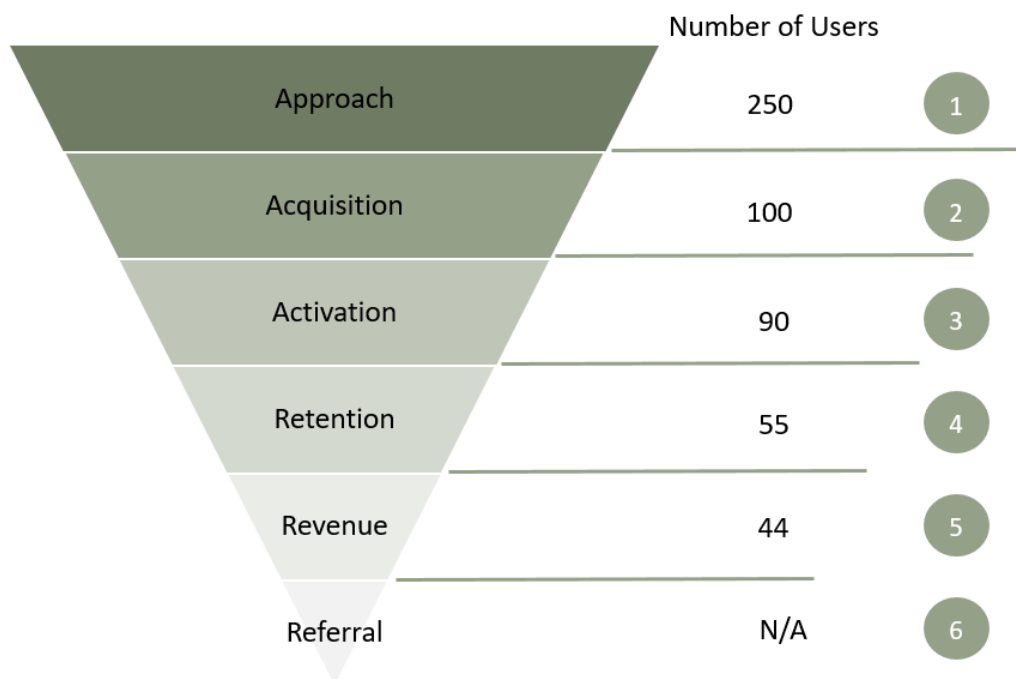 Number of Users
Approach 250 1
Acquisition 100 2
Activation 90 3
Retention 55 4
Revenue 44 5
Referral N/A 6